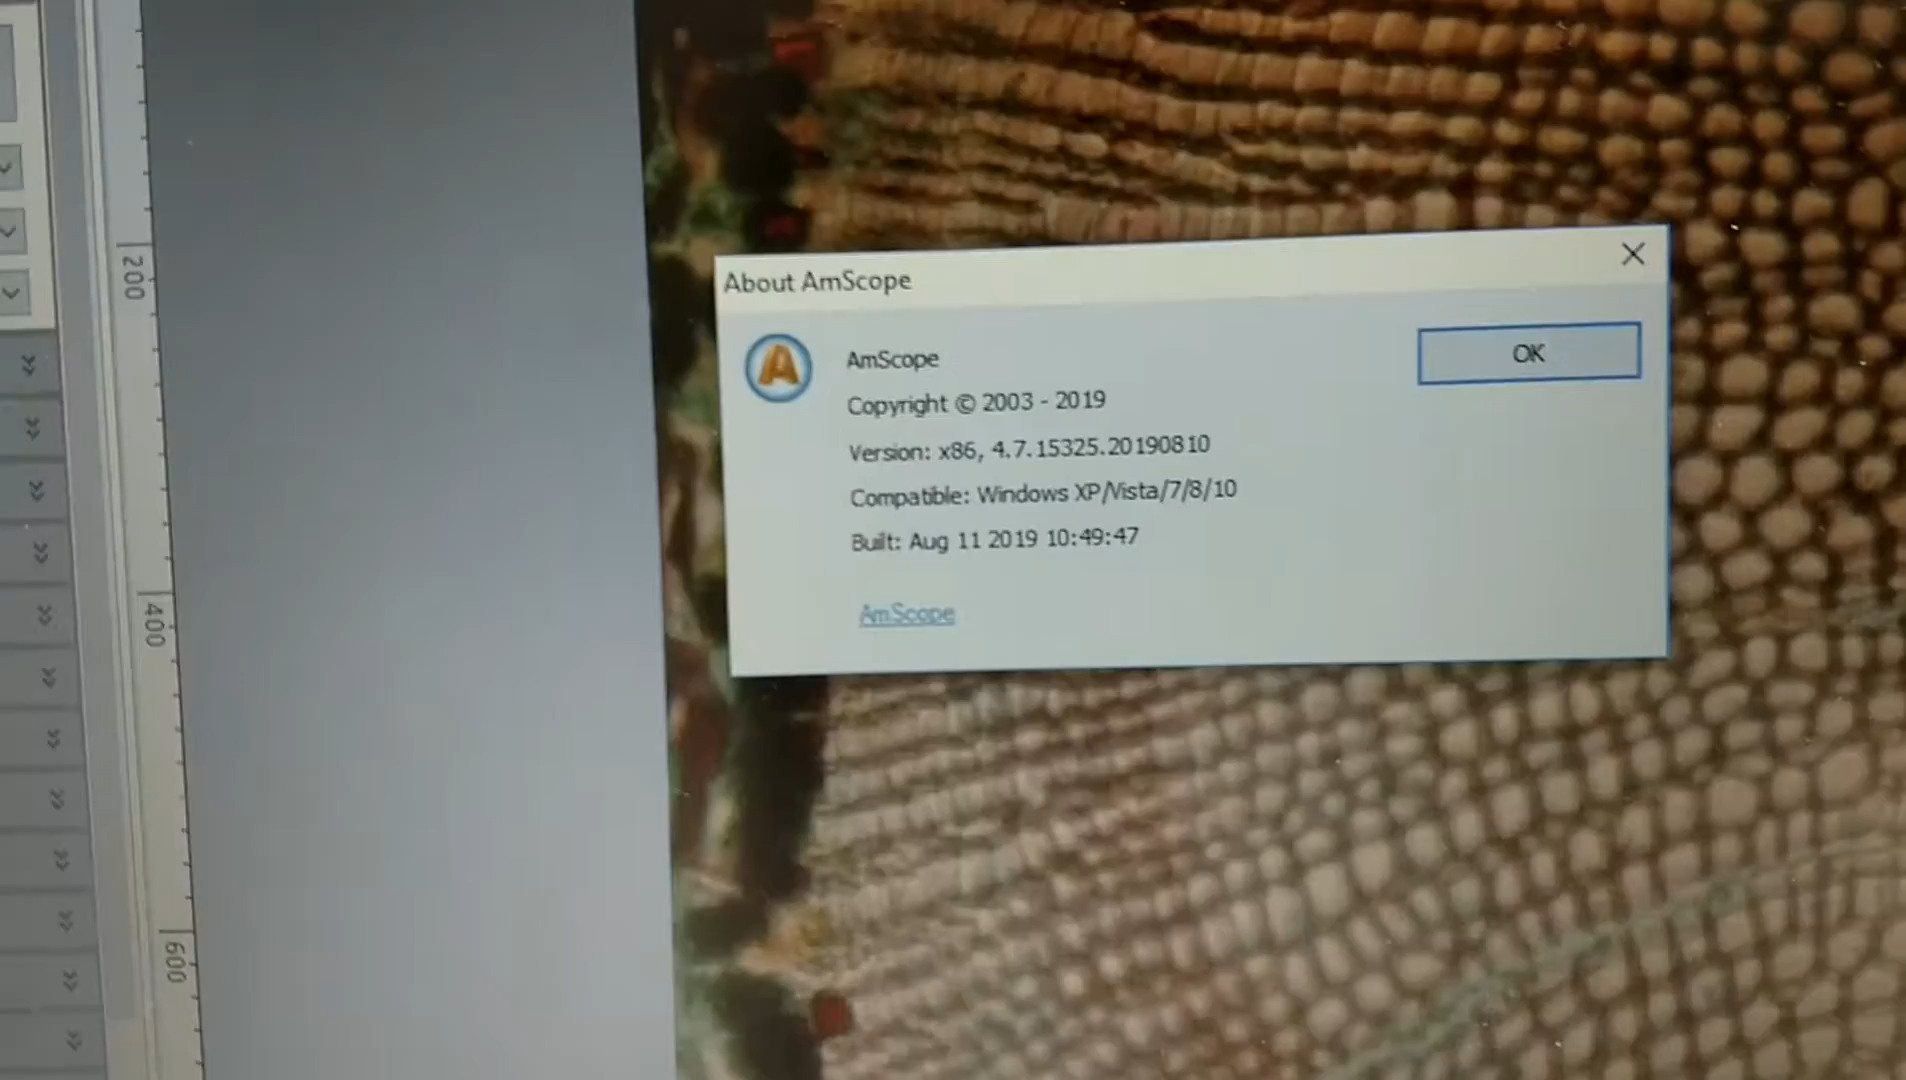 200
400
600
About AmScope
A
AmScope
OK
Copyright © 2003 - 2019
Version: x86, 4.7.15325.20190810
Compatible: Windows XP/Vista/7/8/10
Built: Aug 11 2019 10:49:47
AmScope